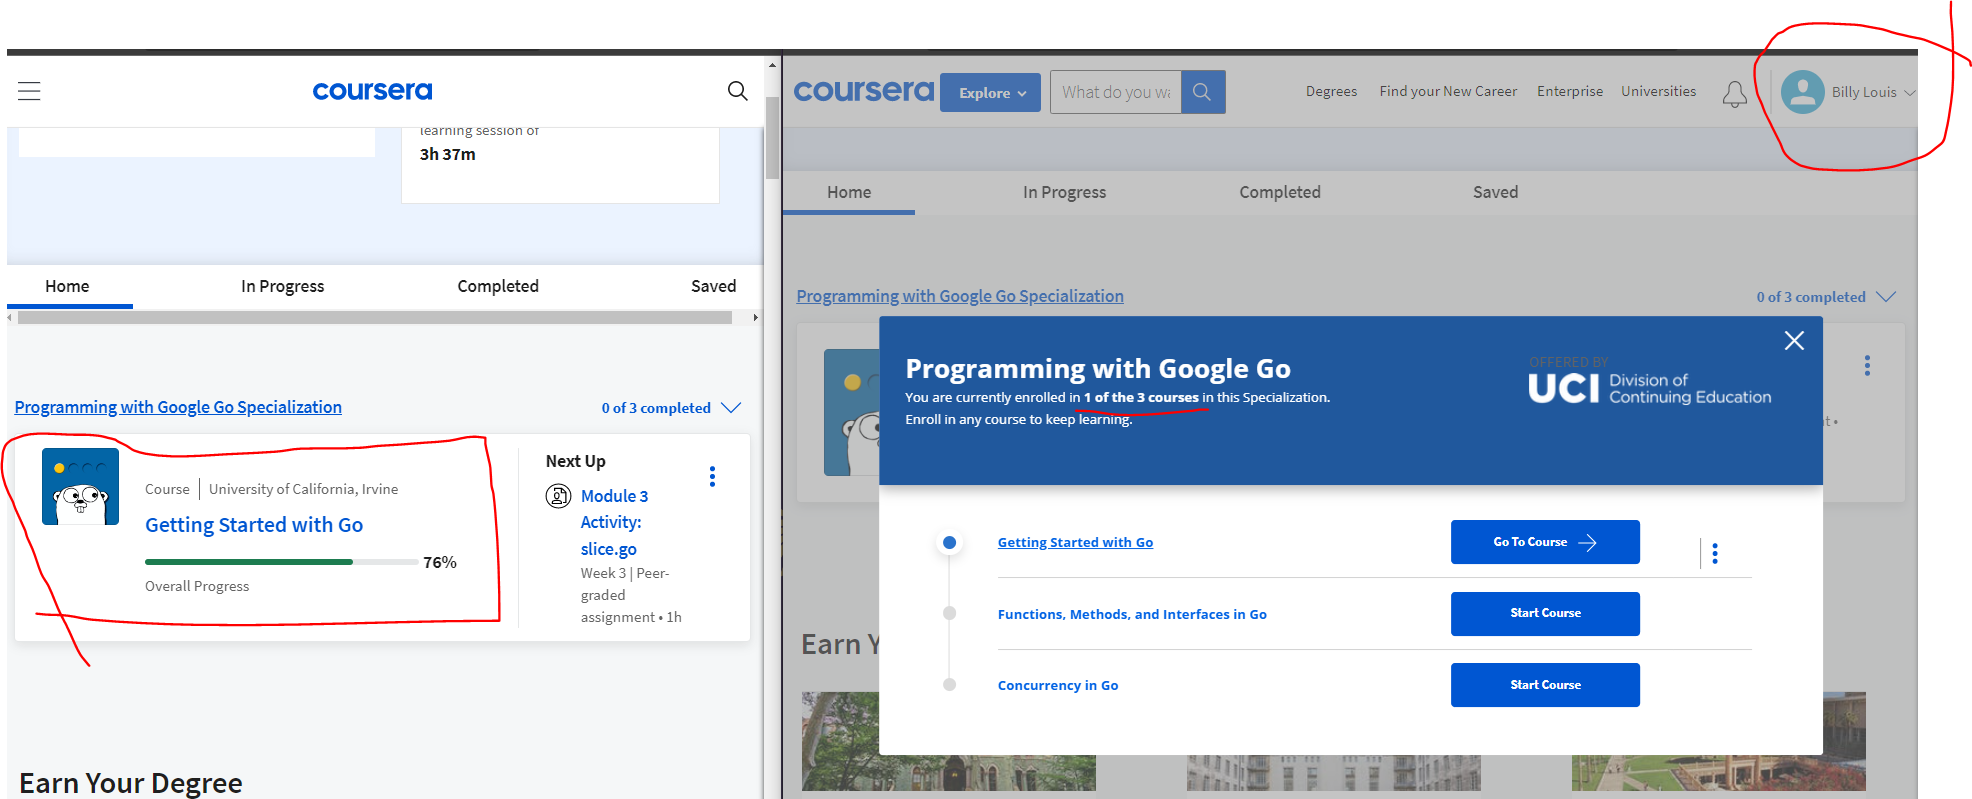 coursera
learning session of
3h 37m
Home In Progress Completed Saved
Programming with Google Go Specialization 0 of 3 completed
Course University of California, Irvine
Getting Started with Go
76%
Overall Progress
Next Up
Module 3
Activity:
slice.go
Week 3 | Peer-
graded
assignment • 1h
Earn Your Degree
coursera Explore What do you wa Degrees Find your New Career Enterprise Universities Billy Louis
Home In Progress Completed Saved
Programming with Google Go Specialization 0 of 3 completed
Programming with Google Go
You are currently enrolled in 1 of the 3 courses in this Specialization.
Enroll in any course to keep learning.
OFFERED BY
UCI Division of
Continuing Education
Getting Started with Go Go To Course
Functions, Methods, and Interfaces in Go Start Course
Concurrency in Go Start Course
Earn Y